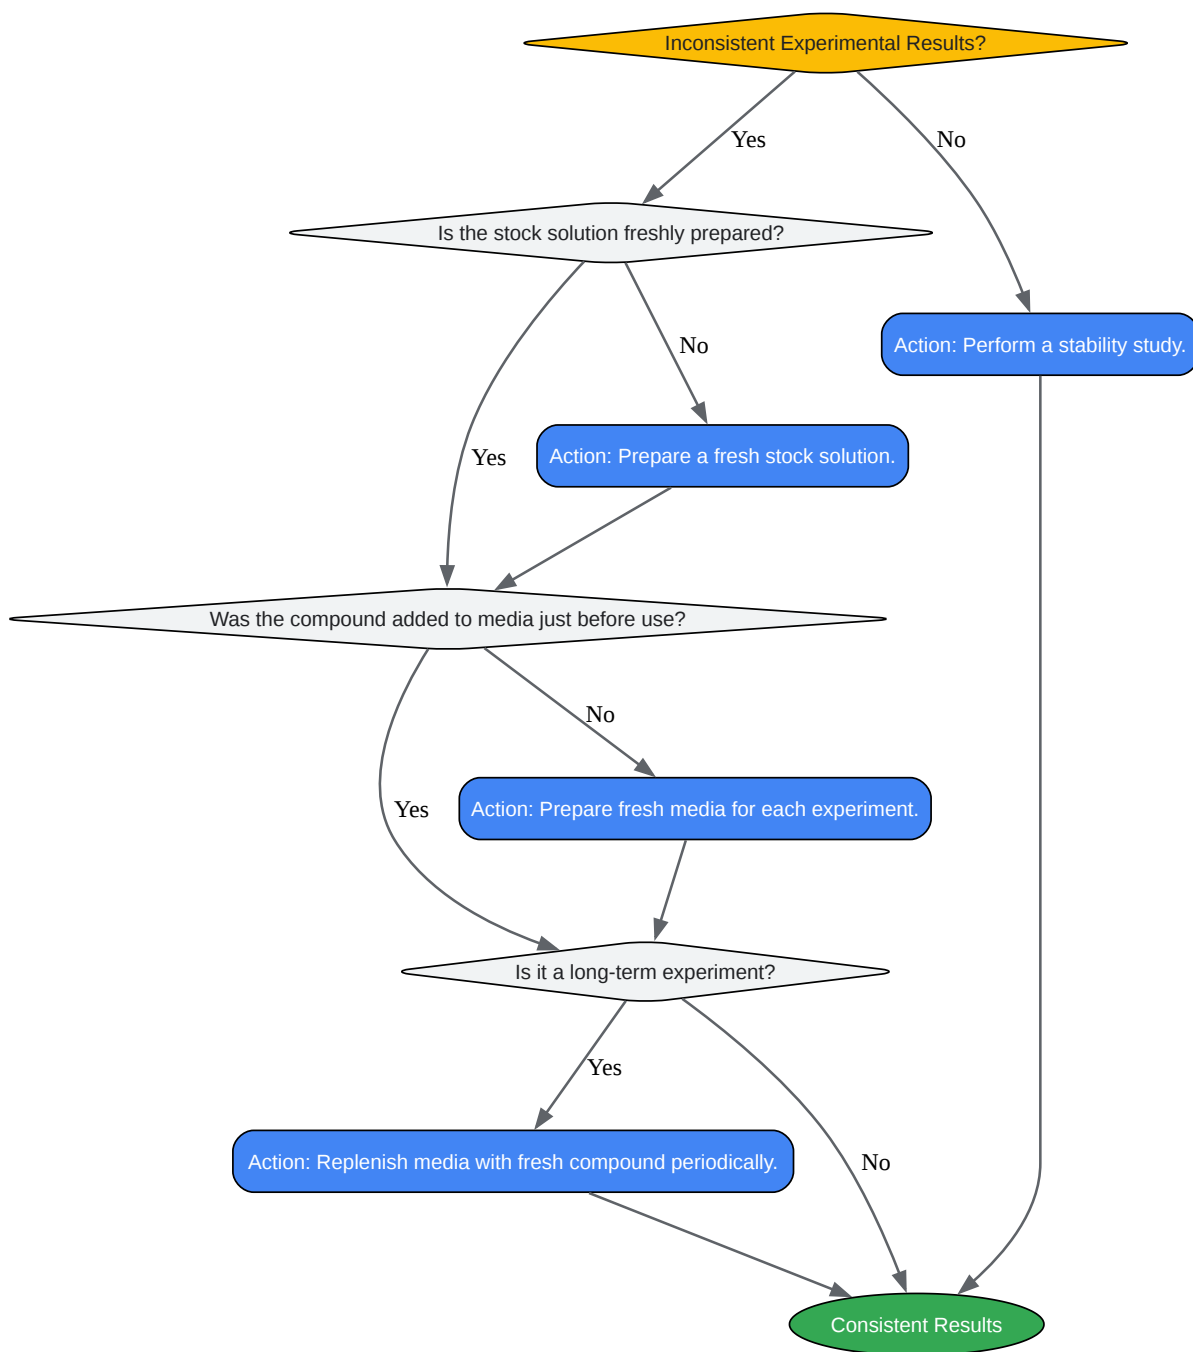 Inconsistent Experimental Results?
Yes
No
Is the stock solution freshly prepared?
No
Action: Perform a stability study.
Yes
Action: Prepare a fresh stock solution.
Was the compound added to media just before use?
No
Yes
Action: Prepare fresh media for each experiment.
Is it a long-term experiment?
Yes
Action: Replenish media with fresh compound periodically.
No
Consistent Results